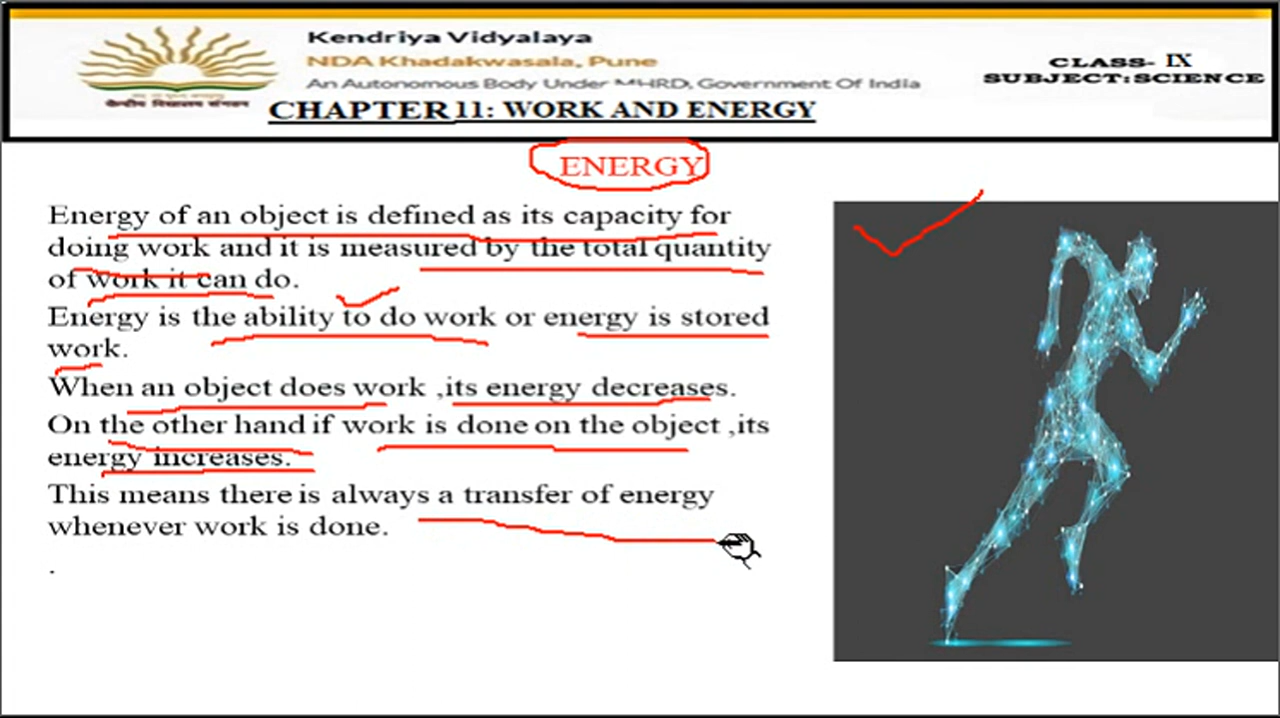 Kendriya Vidyalaya
NDA Khadakwasala, Pune
An Autonomous Body Under MHRD, Government Of India
केन्द्रीय विद्यालय संगठन
CLASS- IX
SUBJECT:SCIENCE
CHAPTER 11: WORK AND ENERGY
ENERGY
Energy of an object is defined as its capacity for
doing work and it is measured by the total quantity
of work it can do.
Energy is the ability to do work or energy is stored
work.
When an object does work ,its energy decreases.
On the other hand if work is done on the object ,its
energy increases.
This means there is always a transfer of energy
whenever work is done.
.